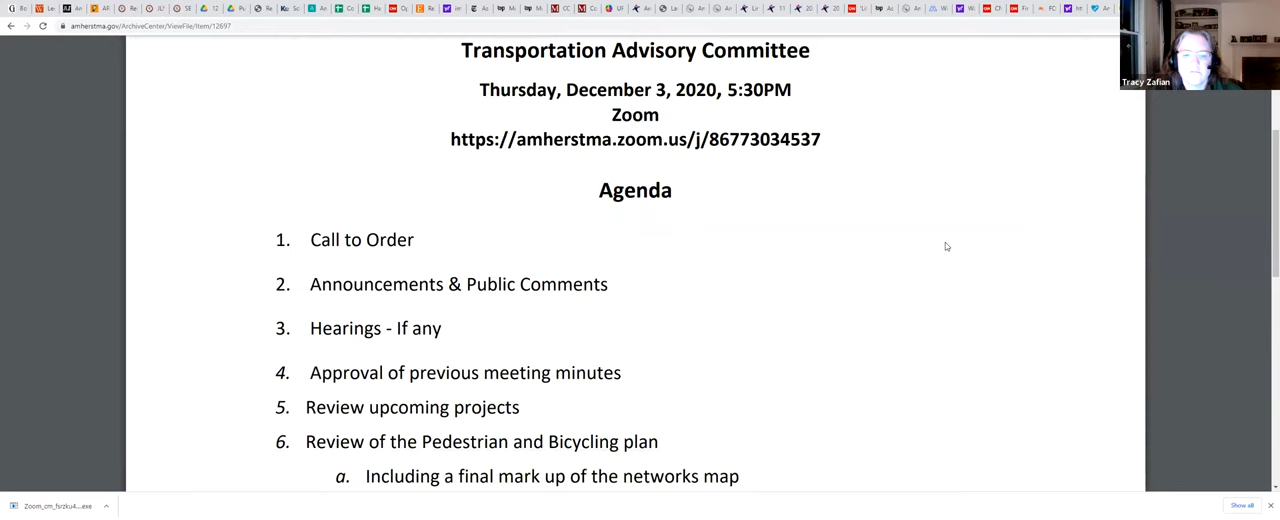 amherstma.gov/ArchiveCenter/ViewFile/Item/12697
Tracy Zafian
Transportation Advisory Committee
Thursday, December 3, 2020, 5:30PM
Zoom
https://amherstma.zoom.us/j/86773034537
Agenda
1. Call to Order
2. Announcements & Public Comments
3. Hearings - If any
4. Approval of previous meeting minutes
5. Review upcoming projects
6. Review of the Pedestrian and Bicycling plan
a. Including a final mark up of the networks map
Zoom_cm_fsrzku4....exe
Show all